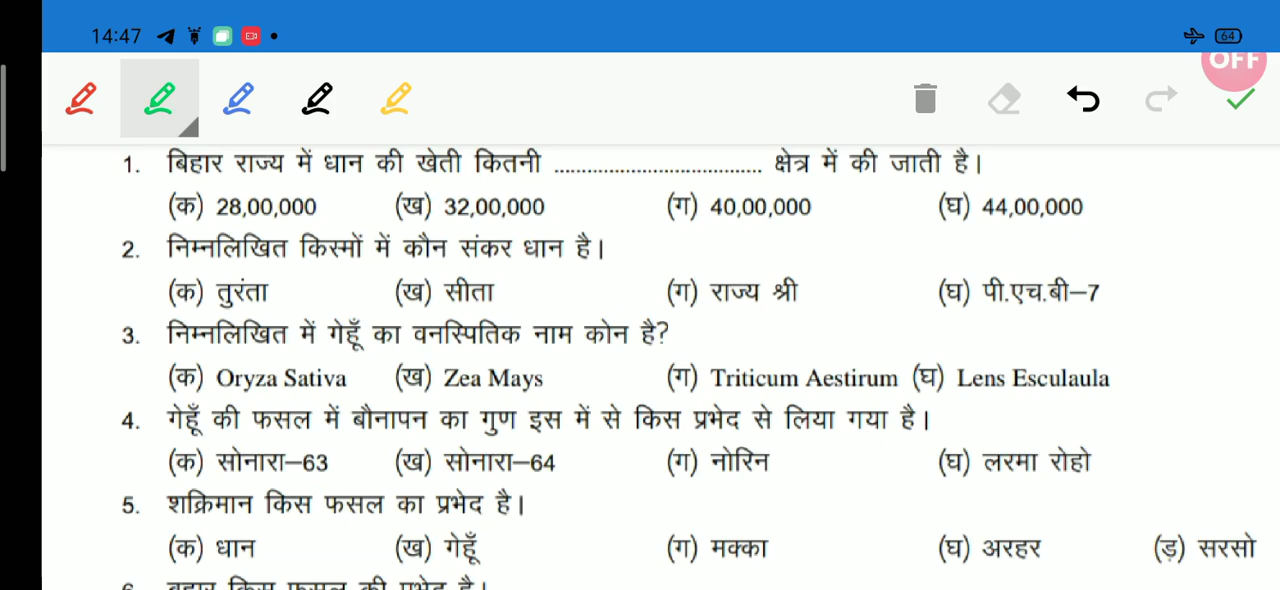 14:47
64
OFF
1. बिहार राज्य में धान की खेती कितनी ...................................... क्षेत्र में की जाती है।
(क) 28,00,000 (ख) 32,00,000 (ग) 40,00,000 (घ) 44,00,000
2. निम्नलिखित किस्मों में कौन संकर धान है।
(क) तुरंता (ख) सीता (ग) राज्य श्री (घ) पी.एच.बी–7
3. निम्नलिखित में गेहूँ का वनस्पितिक नाम कोन है?
(क) Oryza Sativa (ख) Zea Mays (ग) Triticum Aestirum (घ) Lens Esculaula
4. गेहूँ की फसल में बौनापन का गुण इस में से किस प्रभेद से लिया गया है।
(क) सोनारा–63 (ख) सोनारा–64 (ग) नोरिन (घ) लरमा रोहो
5. शक्रिमान किस फसल का प्रभेद है।
(क) धान (ख) गेहूँ (ग) मक्का (घ) अरहर (ड़) सरसो